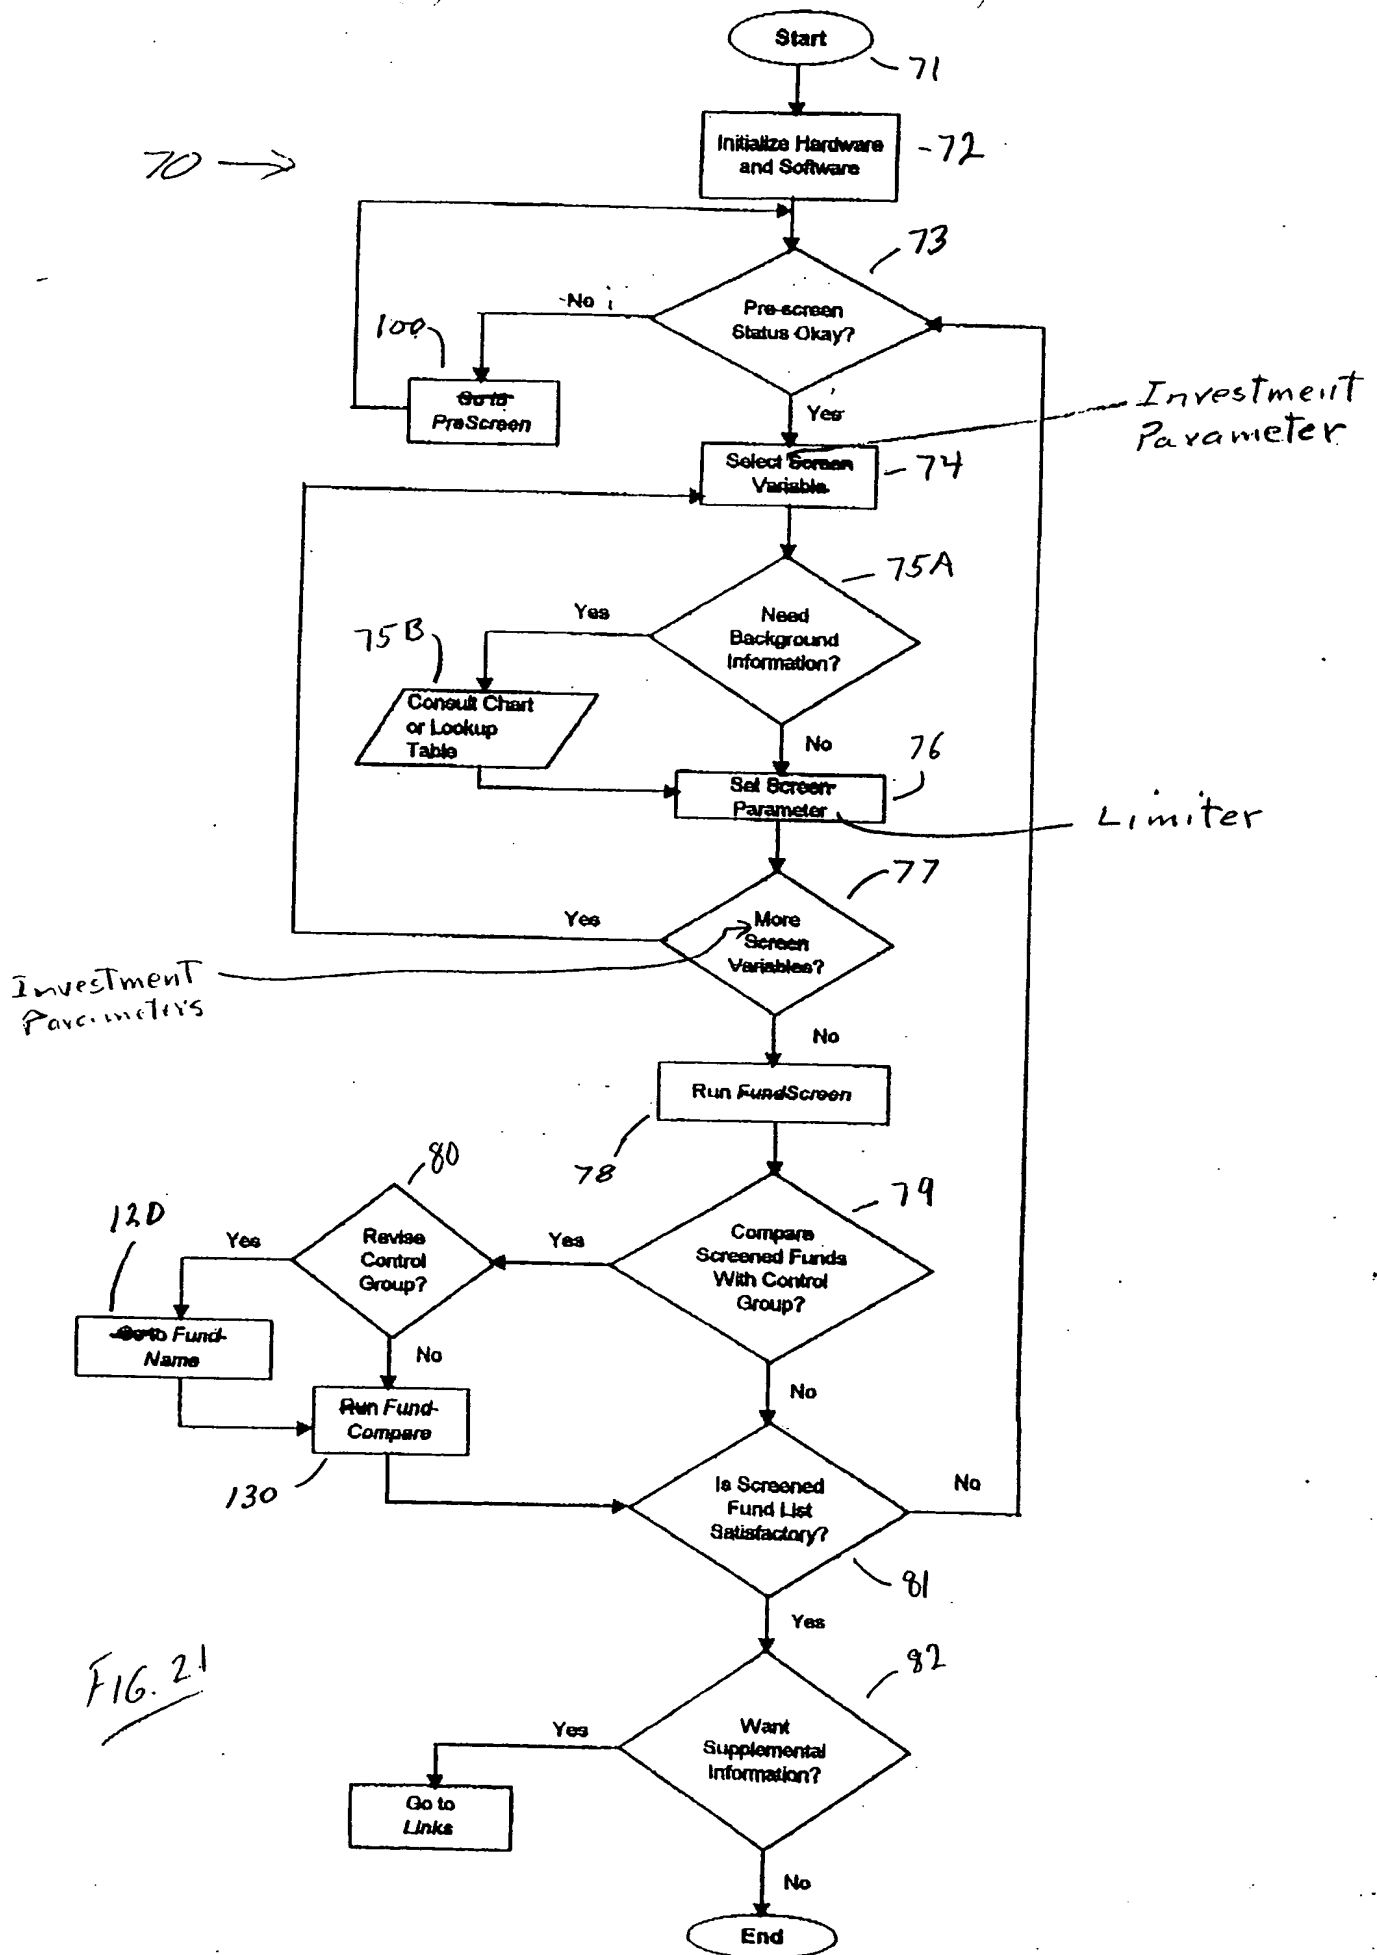 Start
71
Initialize Hardware
and Software
72
70
73
No
Pre-screen
Status Okay?
100
Go to
PreScreen
Yes
Investment
Parameter
Select Screen
Variable
74
75A
Yes
Need
Background
Information?
75B
Consult Chart
or Lookup
Table
No
76
Set Screen
Parameter
Limiter
77
Yes
More
Screen
Variables?
Investment
Parameters
No
Run FundScreen
78
80
79
120
Yes
Revise
Control
Group?
Yes
Compare
Screened Funds
With Control
Group?
Go to Fund-
Name
No
Run Fund-
Compare
No
130
Is Screened
Fund List
Satisfactory?
No
81
Yes
FIG. 21
82
Yes
Want
Supplemental
Information?
Go to
Links
No
End